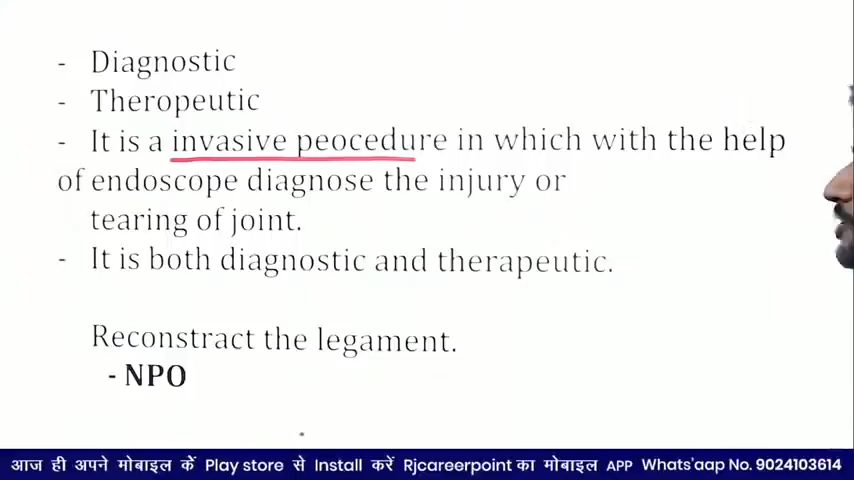 - Diagnostic
- Theropeutic
- It is a invasive peocedure in which with the help
of endoscope diagnose the injury or
tearing of joint.
- It is both diagnostic and therapeutic.
Reconstract the legament.
- NPO
आज ही अपने मोबाइल कें Play store से Install करें Rjcareerpoint का मोबाइल APP Whats'aap No. 9024103614